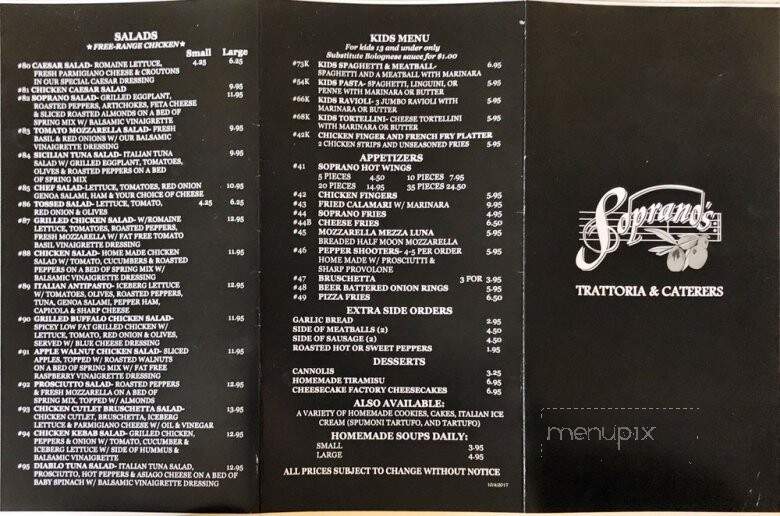 SALADS
★FREE-RANGE CHICKEN★
Small Large
#80 CAESAR SALAD- ROMAINE LETTUCE, 4.25 6.25
FRESH PARMIGIANO CHEESE & CROUTONS
IN OUR SPECIAL CAESAR DRESSING
#81 CHICKEN CAESAR SALAD 9.95
#82 SOPRANO SALAD- GRILLED EGGPLANT, 11.95
ROASTED PEPPERS, ARTICHOKES, FETA CHEESE
& SLICED ROASTED ALMONDS ON A BED OF
SPRING MIX W/ BALSAMIC VINAIGRETTE
#83 TOMATO MOZZARELLA SALAD- FRESH 9.95
BASIL & RED ONIONS W/ OUR BALSAMIC
VINAIGRETTE DRESSING
#84 SICILIAN TUNA SALAD- ITALIAN TUNA 9.95
SALAD W/ GRILLED EGGPLANT, TOMATOES,
OLIVES & ROASTED PEPPERS ON A BED
OF SPRING MIX
#85 CHEF SALAD-LETTUCE, TOMATOES, RED ONION 10.95
GENOA SALAMI, HAM & YOUR CHOICE OF CHEESE
#86 TOSSED SALAD- LETTUCE, TOMATO, 4.25 6.25
RED ONION & OLIVES
#87 GRILLED CHICKEN SALAD- W/ROMAINE 12.95
LETTUCE, TOMATOES, ROASTED PEPPERS,
FRESH MOZZARELLA W/ FAT FREE TOMATO
BASIL VINAIGRETTE DRESSING
#88 CHICKEN SALAD- HOME MADE CHICKEN 11.95
SALAD W/ TOMATO, CUCUMBERS & ROASTED
PEPPERS ON A BED OF SPRING MIX W/
BALSAMIC VINAIGRETTE DRESSING
#89 ITALIAN ANTIPASTO- ICEBERG LETTUCE 12.95
W/ TOMATOES, OLIVES, ROASTED PEPPERS,
TUNA, GENOA SALAMI, PEPPER HAM,
CAPICOLA & SHARP CHEESE
#90 GRILLED BUFFALO CHICKEN SALAD- 11.95
SPICEY LOW FAT GRILLED CHICKEN W/
LETTUCE, TOMATO, RED ONION & OLIVES,
SERVED W/ BLUE CHEESE DRESSING
#91 APPLE WALNUT CHICKEN SALAD- SLICED 11.95
APPLES, TOPPED W/ ROASTED WALNUTS
ON A BED OF SPRING MIX W/ FAT FREE
RASPBERRY VINAIGRETTE DRESSING
#92 PROSCIUTTO SALAD- ROASTED PEPPERS 12.95
& FRESH MOZZARELLA ON A BED OF
SPRING MIX, TOPPED W/ ALMONDS
#93 CHICKEN CUTLET BRUSCHETTA SALAD- 13.95
CHICKEN CUTLET, BRUSCHETTA, ICEBERG
LETTUCE & PARMIGIANO CHEESE W/ OIL & VINEGAR
#94 CHICKEN KEBAB SALAD- GRILLED CHICKEN, 12.95
PEPPERS & ONION W/ TOMATO, CUCUMBER &
ICEBERG LETTUCE W/ SIDE OF HUMMUS &
BALSAMIC VINAIGRETTE
#95 DIABLO TUNA SALAD- ITALIAN TUNA SALAD, 12.95
PROSCIUTTO, HOT PEPPERS & ASIAGO CHEESE ON A BED OF
BABY SPINACH W/ BALSAMIC VINAIGRETTE DRESSING
KIDS MENU
For kids 13 and under only
Substitute Bolognese sauce for $1.00
#73K KIDS SPAGHETTI & MEATBALL- 6.95
SPAGHETTI AND A MEATBALL WITH MARINARA
#54K KIDS PASTA- SPAGHETTI, LINGUINI, OR 5.95
PENNE WITH MARINARA OR BUTTER
#66K KIDS RAVIOLI- 3 JUMBO RAVIOLI WITH 5.95
MARINARA OR BUTTER
#68K KIDS TORTELLINI- CHEESE TORTELLINI 5.95
WITH MARINARA OR BUTTER
#42K CHICKEN FINGER AND FRENCH FRY PLATTER
2 CHICKEN STRIPS AND UNSEASONED FRIES 5.95
APPETIZERS
#41 SOPRANO HOT WINGS
5 PIECES 4.50 10 PIECES 7.95
20 PIECES 14.95 35 PIECES 24.50
#42 CHICKEN FINGERS 5.95
#43 FRIED CALAMARI W/ MARINARA 9.95
#44 SOPRANO FRIES 4.95
#44B CHEESE FRIES 6.50
#45 MOZZARELLA MEZZA LUNA 5.95
BREADED HALF MOON MOZZARELLA
#46 PEPPER SHOOTERS- 4-5 PER ORDER 5.95
HOME MADE W/ PROSCIUTTI &
SHARP PROVOLONE
#47 BRUSCHETTA 3 FOR 3.95
#48 BEER BATTERED ONION RINGS 5.95
#49 PIZZA FRIES 6.50
EXTRA SIDE ORDERS
GARLIC BREAD 2.95
SIDE OF MEATBALLS (2) 4.50
SIDE OF SAUSAGE (2) 4.50
ROASTED HOT OR SWEET PEPPERS 1.95
DESSERTS
CANNOLIS 3.25
HOMEMADE TIRAMISU 6.95
CHEESECAKE FACTORY CHEESECAKES 6.95
ALSO AVAILABLE:
A VARIETY OF HOMEMADE COOKIES, CAKES, ITALIAN ICE
CREAM (SPUMONI TARTUFO, AND TARTUFO)
HOMEMADE SOUPS DAILY:
SMALL 3.95
LARGE 4.95
ALL PRICES SUBJECT TO CHANGE WITHOUT NOTICE
10/4/2017
Soprano's
TRATTORIA & CATERERS
menupix